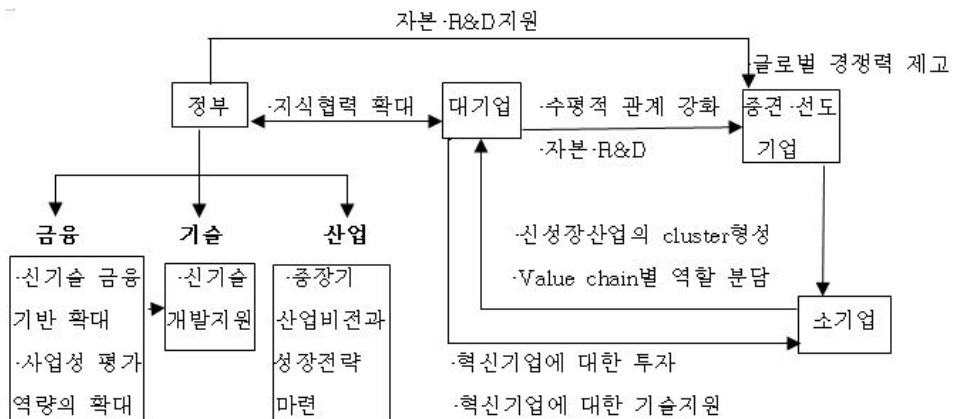 자본·R&D지원
·글로벌 경쟁력 제고
정부
·지식협력 확대
대기업
·수평적 관계 강화
·자본·R&D
중견·선도
기업
금융
기술
산업
·신기술 금융
기반 확대
·사업성 평가
역량의 확대
·신기술
개발지원
·중장기
산업비전과
성장전략
마련
·신성장산업의 cluster형성
·Value chain별 역할 분담
소기업
·혁신기업에 대한 투자
·혁신기업에 대한 기술지원